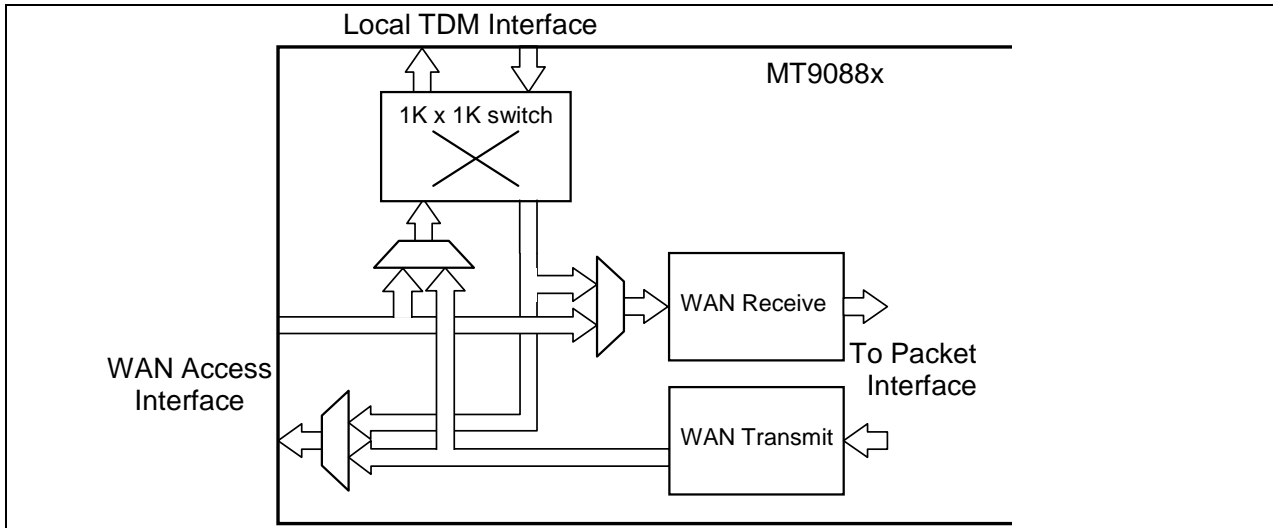 Local TDM Interface
MT9088x
1K x 1K switch
WAN Receive
To Packet
Interface
WAN Access
Interface
WAN Transmit